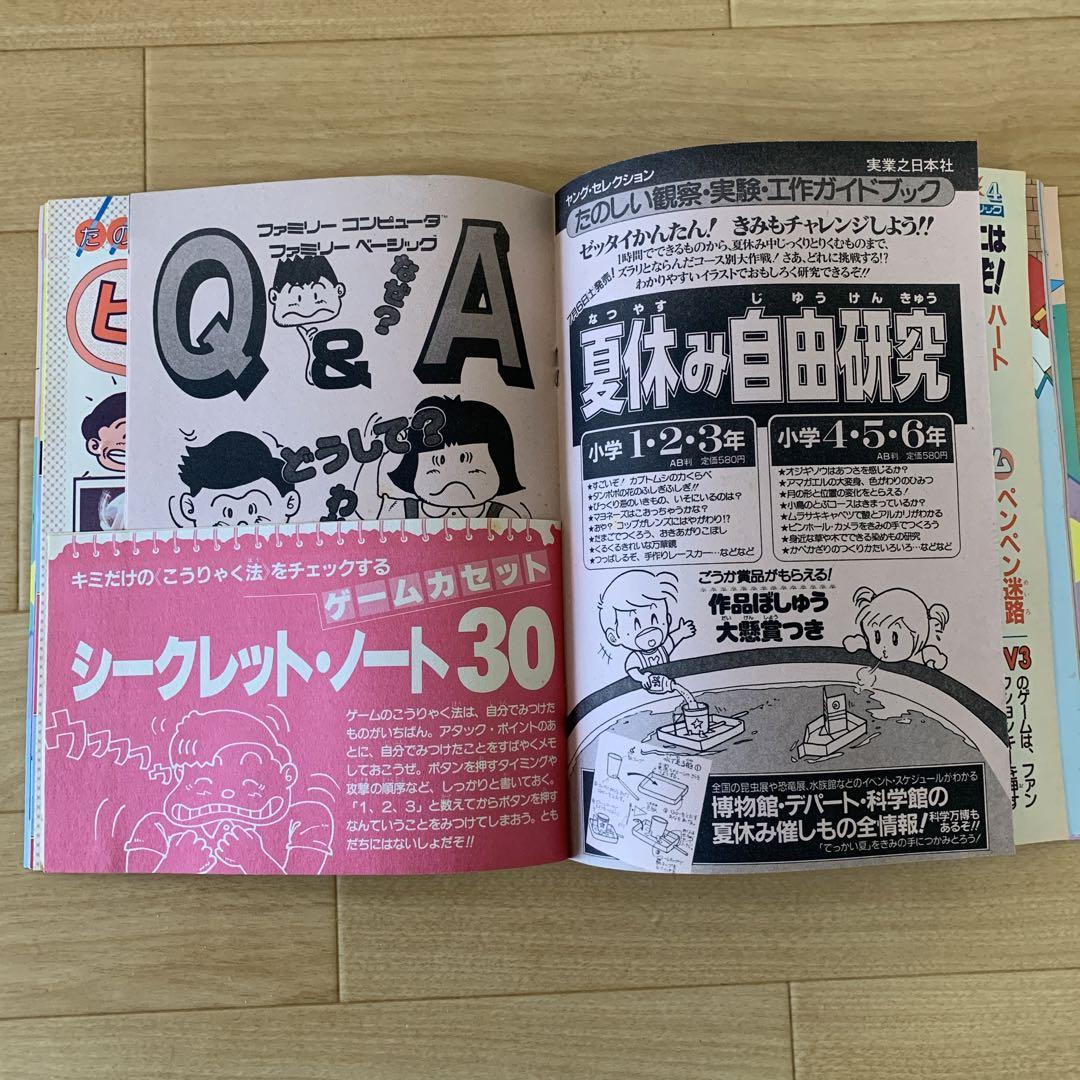 たの
ヒ
ファミリー コンピュータ™
ファミリー ベーシック
Q&A
なぜ?
どうして?
わ
キミだけの〈こうりゃく法〉をチェックする
ゲームカセット
シークレット・ノート30
ウフフフフ
ゲームのこうりゃく法は、自分でみつけた
ものがいちばん。アタック・ポイントのあ
とに、自分でみつけたことをすばやくメモ
しておこうぜ。ボタンを押すタイミングや
攻撃の順序など、しっかりと書いておく。
「1、2、3」と数えてからボタンを押す
なんていうことをみつけてしまおう。とも
だちにはないしょだぞ!!
実業之日本社
ヤング・セレクション
たのしい観察・実験・工作ガイドブック
ゼッタイかんたん! きみもチャレンジしよう!!
1時間でできるものから、夏休み中じっくりとりくむものまで、
ズラリとならんだコース別大作戦! さあ、どれに挑戦する!?
わかりやすいイラストでおもしろく研究できるぞ!!
発売!
なつやす じゆうけんきゅう
夏休み自由研究
小学1・2・3年
AB判 定価580円
★すごいぞ! カブトムシの力くらべ
★タンポポの花のふしぎふしぎ!!
★びっくり池のいきもの、いそにいるのは?
★マヨネーズはこおっちゃうかな?
★おや? コップがレンズにはやがわり!?
★たまごでつくろう、おきあがりこぼし
★くるくるきれいな万華鏡
★つっぱしるぞ、手作りレースカー…などなど
小学4・5・6年
AB判 定価580円
★オジギソウはあつさを感じるか?
★アマガエルの大変身、色がわりのひみつ
★月の形と位置の変化をとらえる!
★小鳥のとぶコースはきまっているか?
★ムラサキキャベツで酸とアルカリがわかる
★ピンホール・カメラをきみの手でつくろう
★身近な草や木でできる染めもの研究
★かべかざりのつくりかたいろいろ…などなど
ごうか賞品がもらえる!
作品ぼしゅう
だいけんしょう
大懸賞つき
全国の昆虫展や恐竜展、水族館などのイベント・スケジュールがわかる
博物館・デパート・科学館の
夏休み催しもの全情報!
科学万博も
あるぞ!!
「でっかい夏」をきみの手につかみとろう!
4
は
ぞ!
ハート
ム
ペンペン迷路
めいろ
V3
のゲームは、ファン